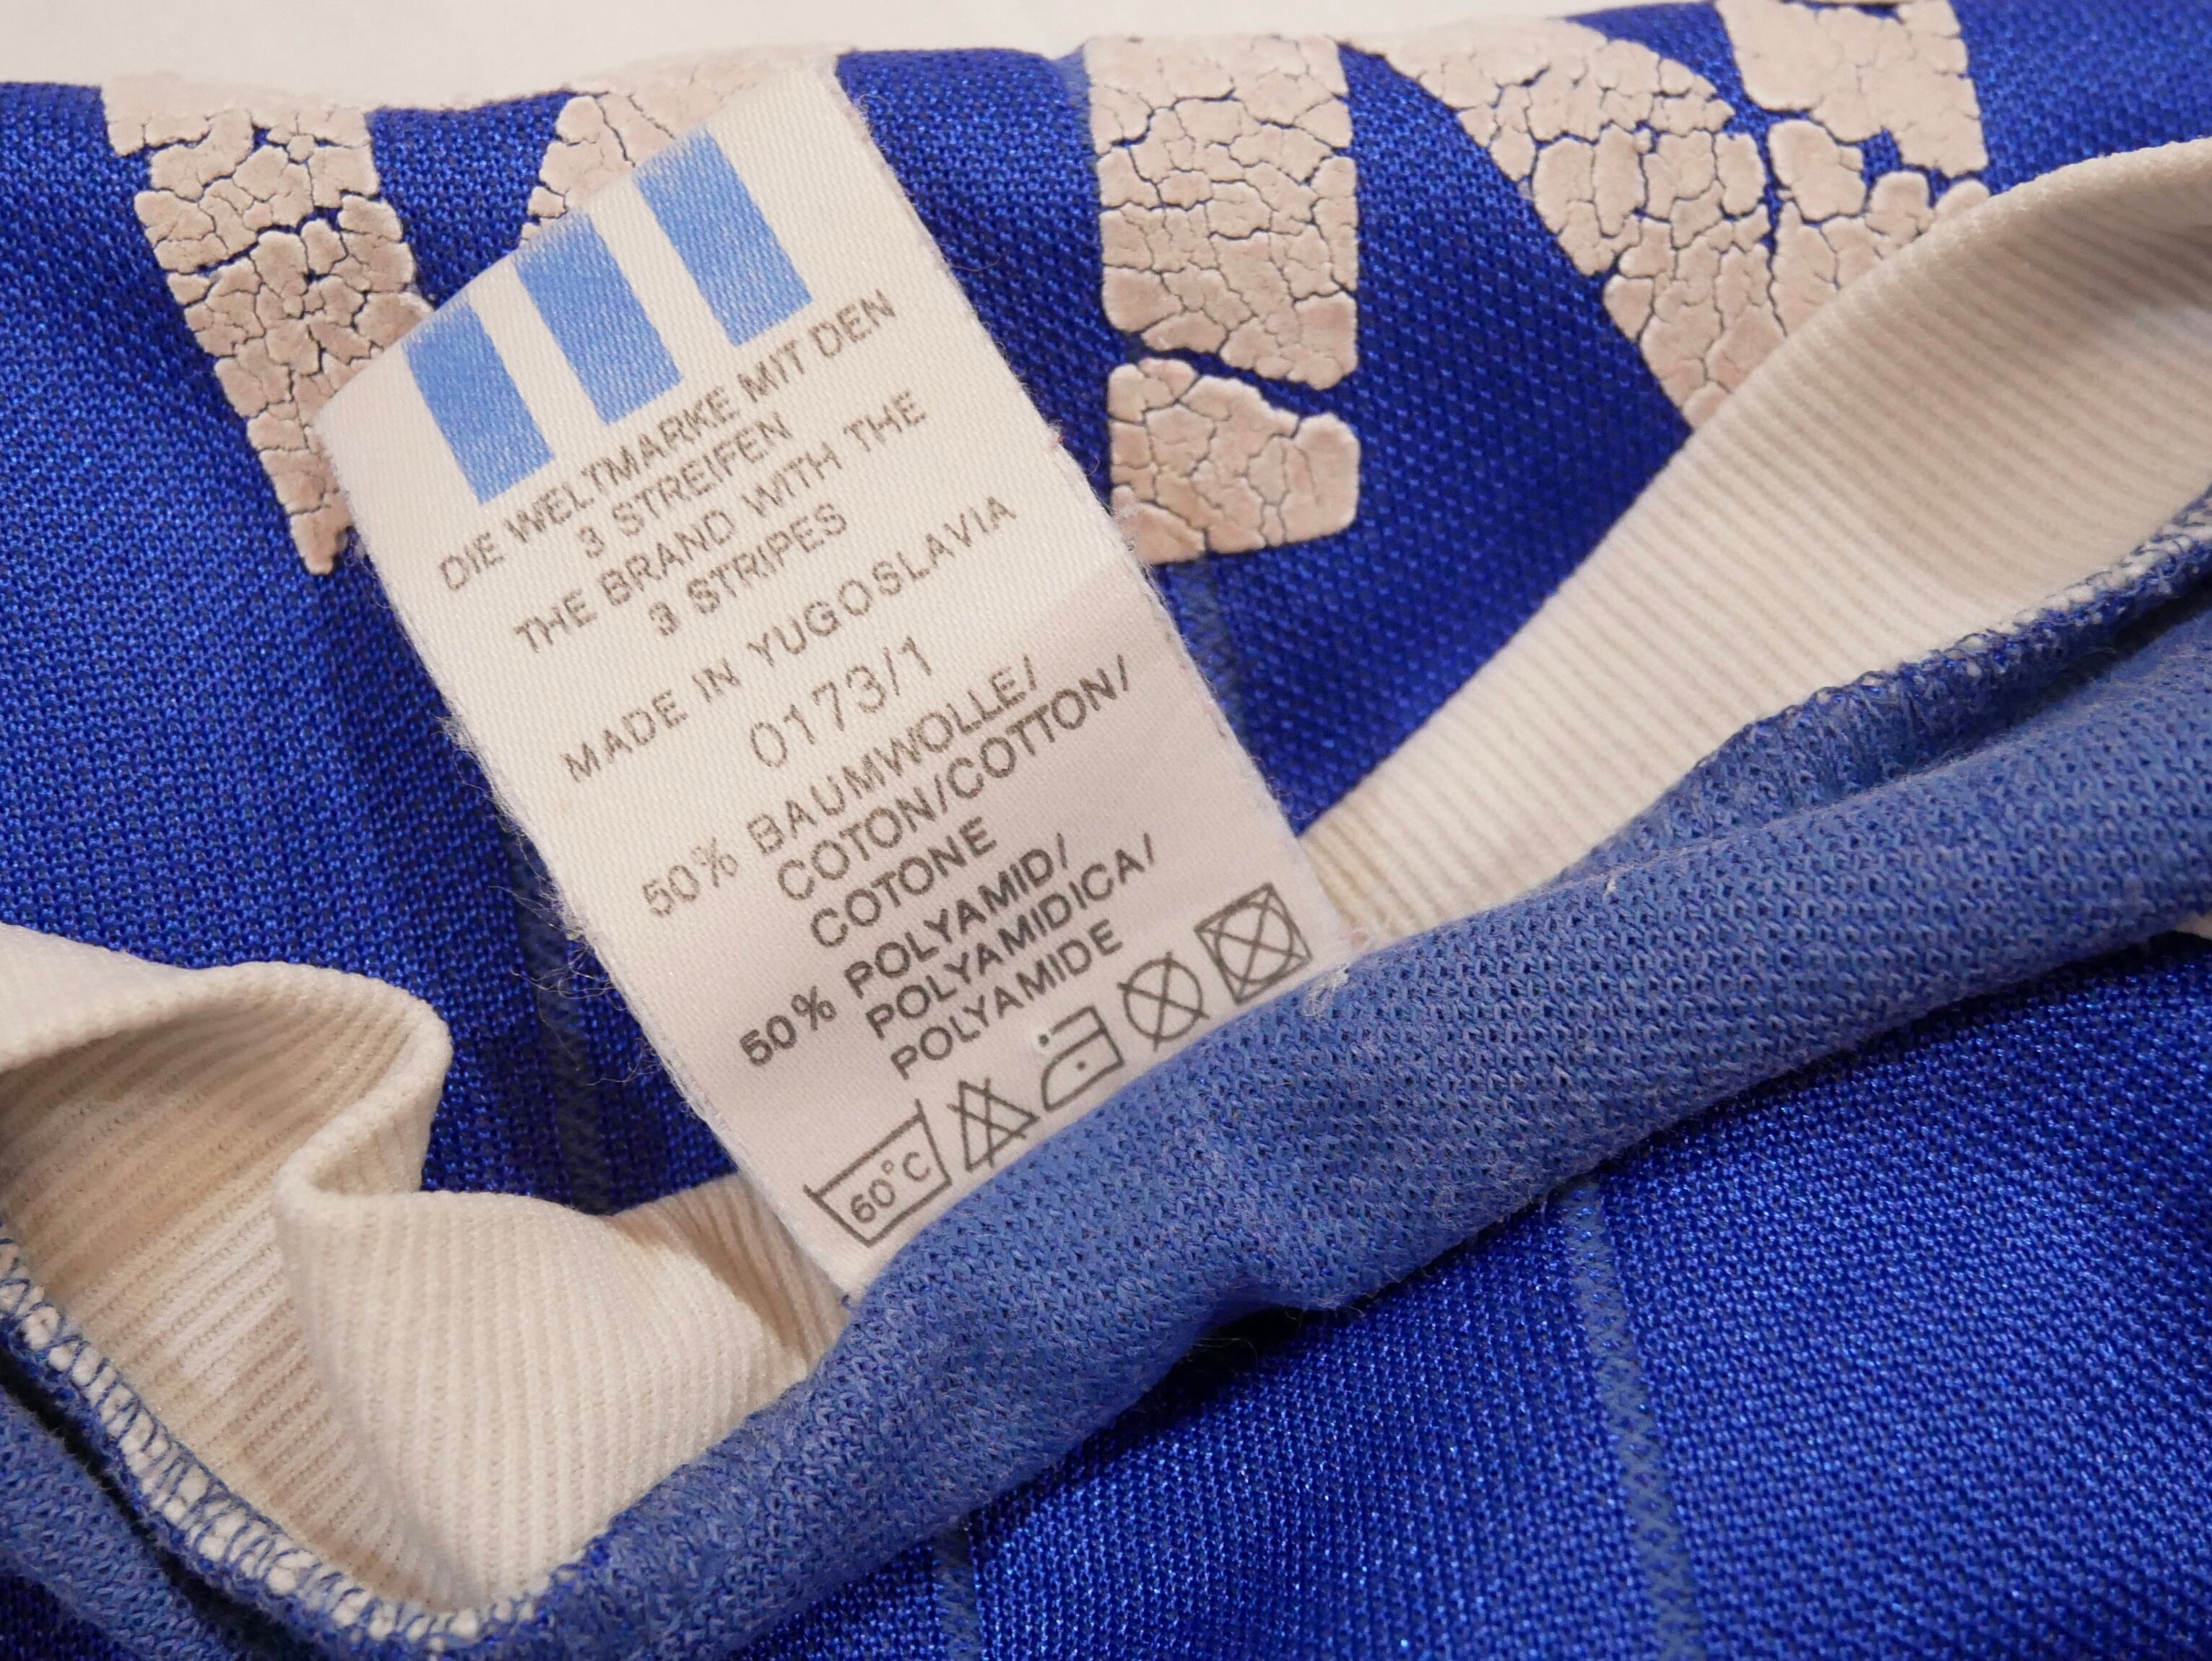 DIE WELTMARKE MIT DEN
3 STREIFEN
THE BRAND WITH THE
3 STRIPES
MADE IN YUGOSLAVIA
0173/1
50% BAUMWOLLE/
COTON/COTTON/
COTONE
50% POLYAMID/
POLYAMIDICA/
POLYAMIDE
60°C